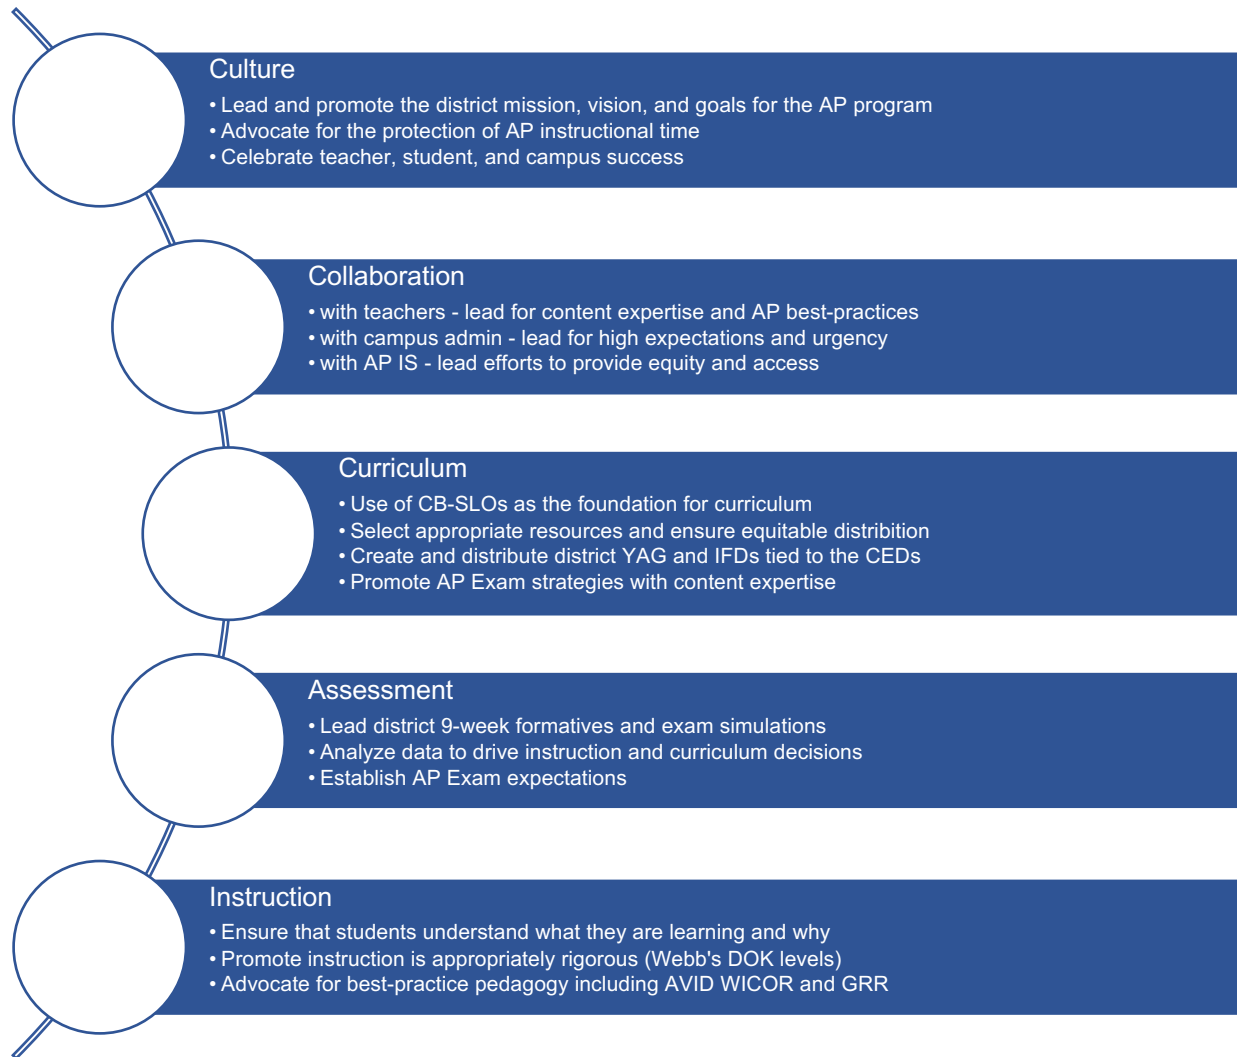 Culture
• Lead and promote the district mission, vision, and goals for the AP program
• Advocate for the protection of AP instructional time
• Celebrate teacher, student, and campus success
Collaboration
• with teachers - lead for content expertise and AP best-practices
• with campus admin - lead for high expectations and urgency
• with AP IS - lead efforts to provide equity and access
Curriculum
• Use of CB-SLOs as the foundation for curriculum
• Select appropriate resources and ensure equitable distribition
• Create and distribute district YAG and IFDs tied to the CEDs
• Promote AP Exam strategies with content expertise
Assessment
• Lead district 9-week formatives and exam simulations
• Analyze data to drive instruction and curriculum decisions
• Establish AP Exam expectations
Instruction
• Ensure that students understand what they are learning and why
• Promote instruction is appropriately rigorous (Webb's DOK levels)
• Advocate for best-practice pedagogy including AVID WICOR and GRR